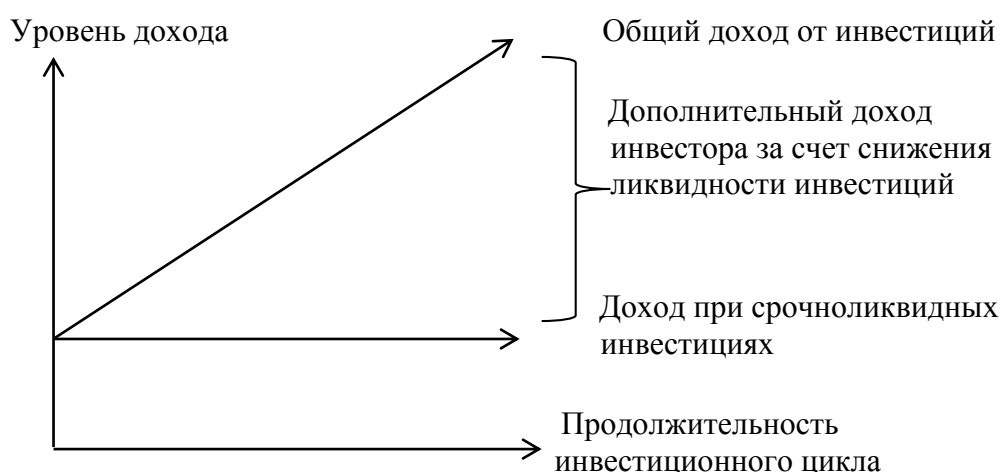 Уровень дохода
Общий доход от инвестиций
Дополнительный доход
инвестора за счет снижения
ликвидности инвестиций
Доход при срочноликвидных
инвестициях
Продолжительность
инвестиционного цикла